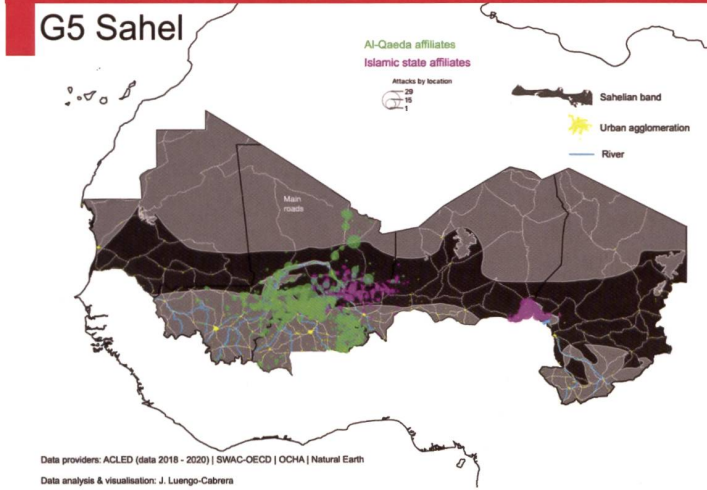 G5 Sahel
Al-Qaeda affiliates
Islamic state affiliates
Attacks by location
29
15
1
Sahelian band
Urban agglomeration
River
Main
roads
Data providers: ACLED (data 2018 - 2020) | SWAC-OECD | OCHA | Natural Earth
Data analysis & visualisation: J. Luengo-Cabrera